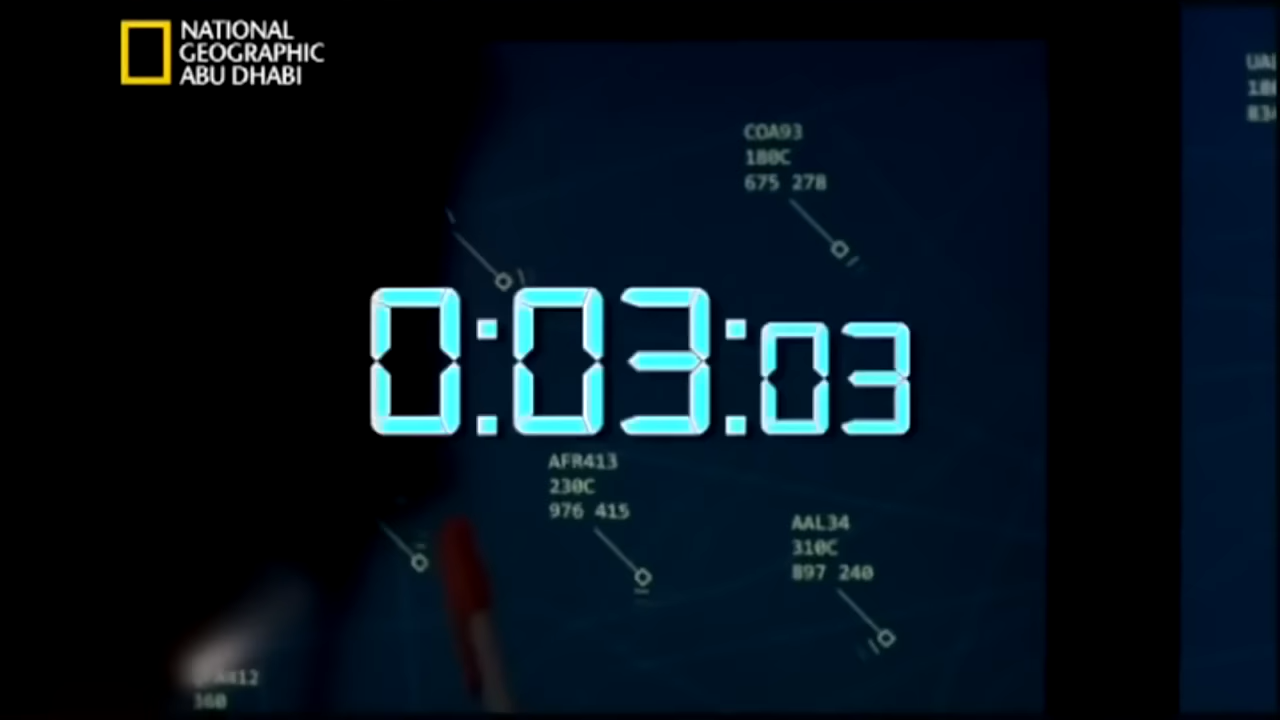 NATIONAL
GEOGRAPHIC
ABU DHABI
COA93
180C
675 278
0:03:03
AFR413
230C
976 415
AAL34
310C
897 240
360